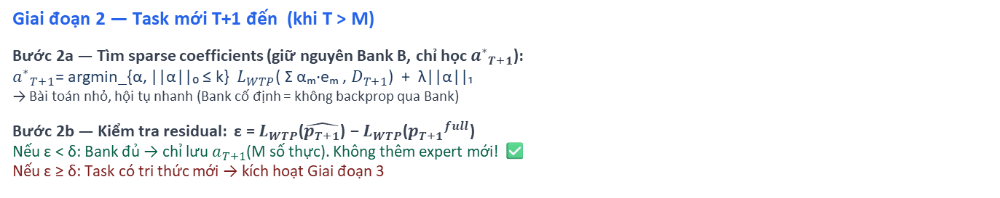 Giai đoạn 2 — Task mới T+1 đến (khi T > M)
Bước 2a — Tìm sparse coefficients (giữ nguyên Bank B, chỉ học a*_{T+1}):
a*_{T+1}= argmin_{α, ||α||₀ ≤ k} L_{WTP}( Σ αₘ·eₘ , D_{T+1}) + λ||α||₁
→ Bài toán nhỏ, hội tụ nhanh (Bank cố định = không backprop qua Bank)
Bước 2b — Kiểm tra residual: ε = L_{WTP}(\widehat{p_{T+1}}) − L_{WTP}(p_{T+1}^{full})
Nếu ε < δ: Bank đủ → chỉ lưu a_{T+1}(M số thực). Không thêm expert mới! ✅
Nếu ε ≥ δ: Task có tri thức mới → kích hoạt Giai đoạn 3